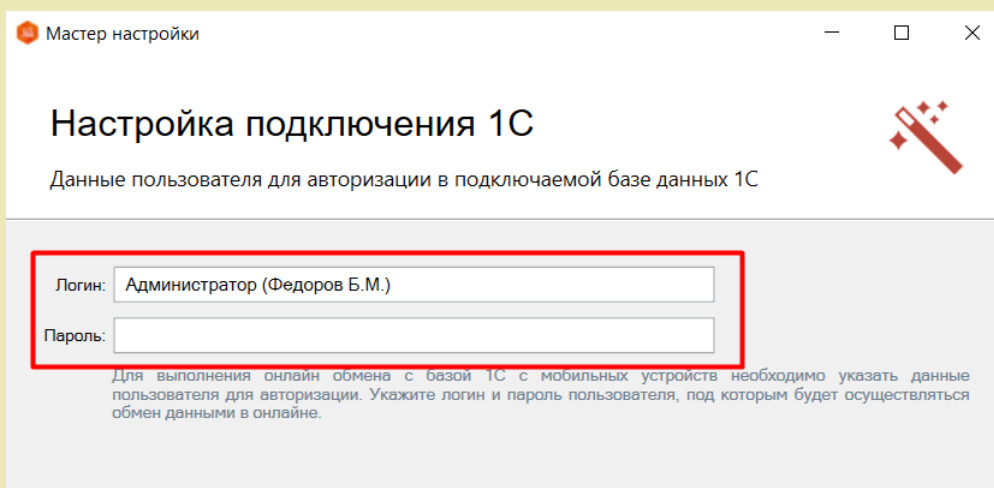 Мастер настройки
Настройка подключения 1С
Данные пользователя для авторизации в подключаемой базе данных 1С
Логин: Администратор (Федоров Б.М.)
Пароль:
Для выполнения онлайн обмена с базой 1С с мобильных устройств необходимо указать данные
пользователя для авторизации. Укажите логин и пароль пользователя, под которым будет осуществляться
обмен данными в онлайне.